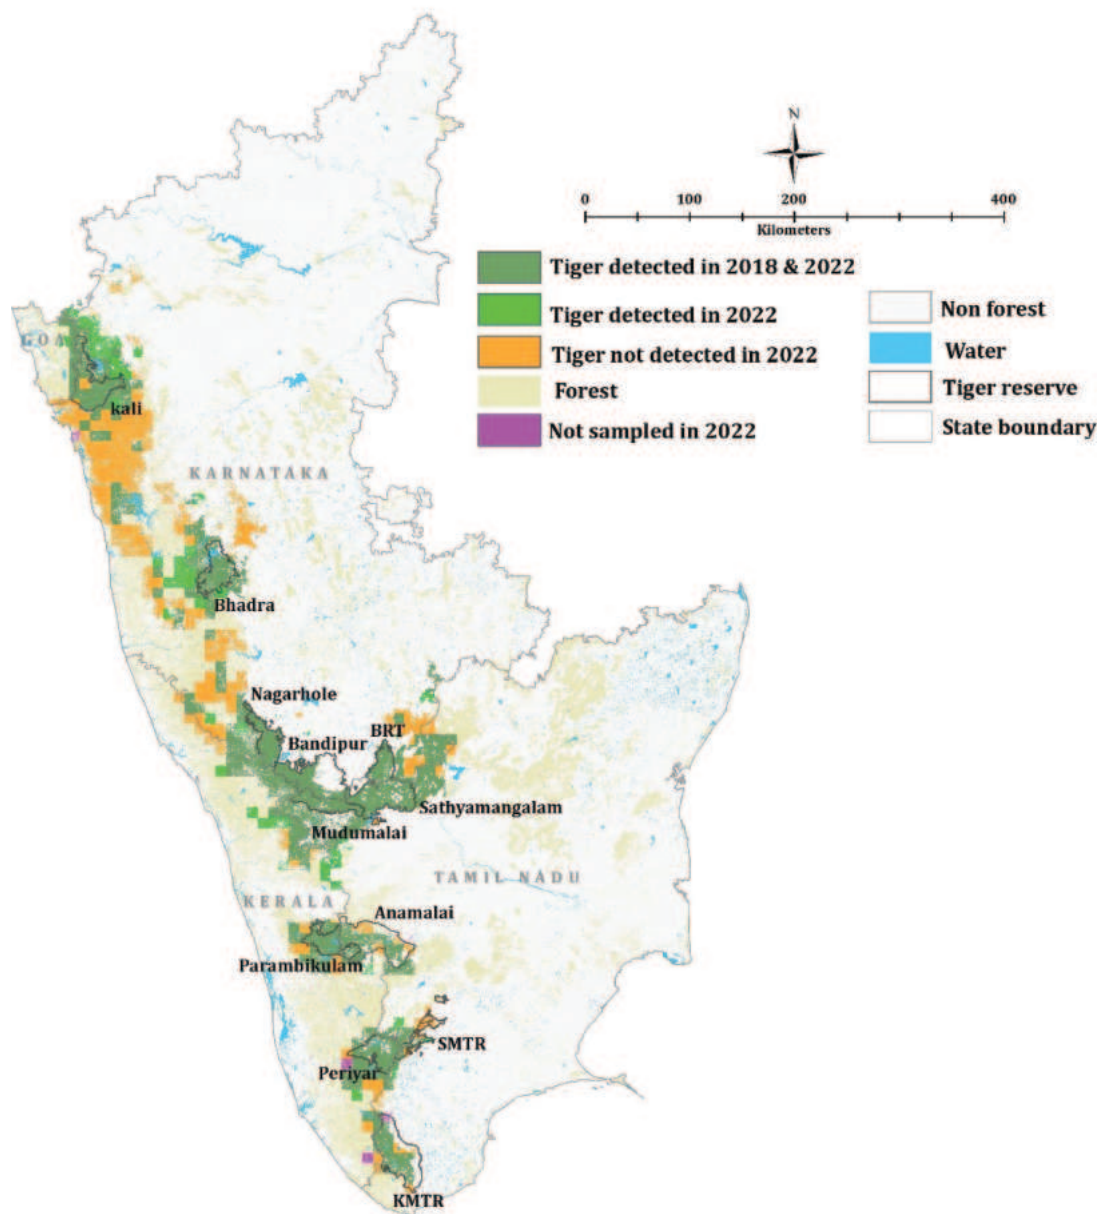 N
0 100 200 400
Kilometers
Tiger detected in 2018 & 2022
Tiger detected in 2022
Tiger not detected in 2022
Forest
Not sampled in 2022
Non forest
Water
Tiger reserve
State boundary
GOA
kali
KARNATAKA
Bhadra
Nagarhole
BRT
Bandipur
Sathyamangalam
Mudumalai
TAMIL NADU
KERALA
Anamalai
Parambikulam
SMTR
Periyar
KMTR